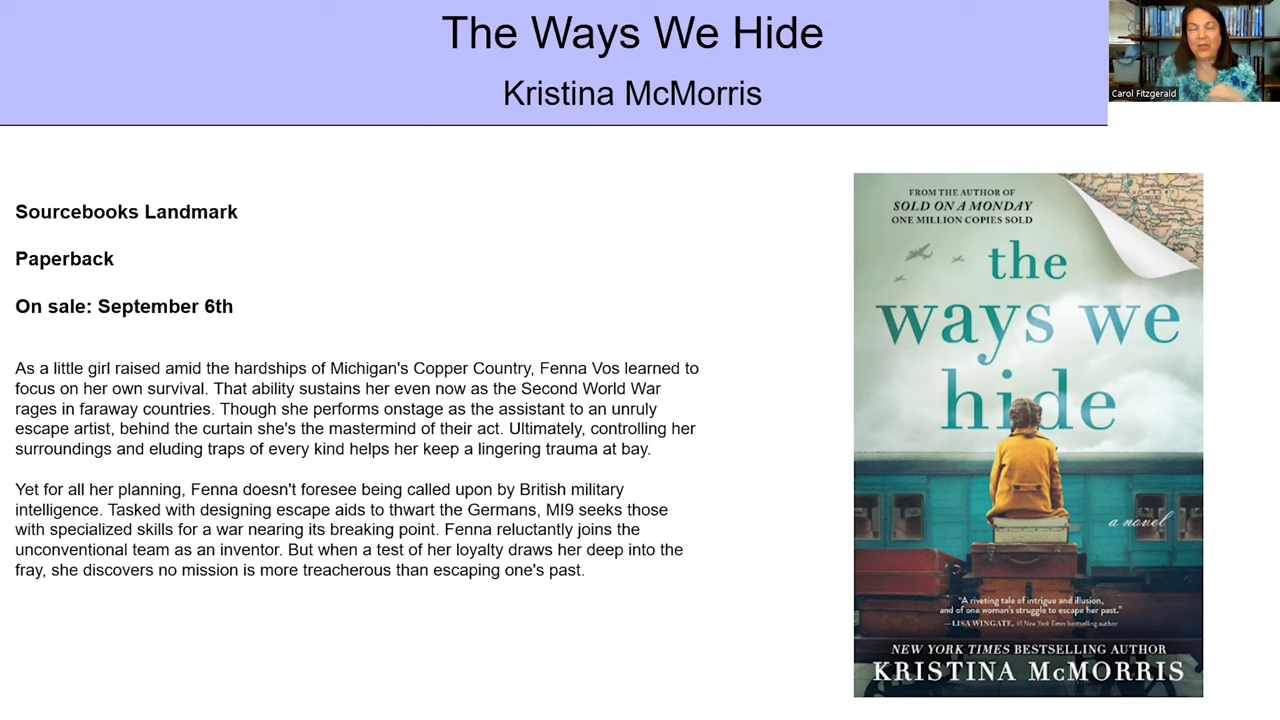 The Ways We Hide
Kristina McMorris
Carol Fitzgerald
Sourcebooks Landmark
Paperback
On sale: September 6th
As a little girl raised amid the hardships of Michigan's Copper Country, Fenna Vos learned to
focus on her own survival. That ability sustains her even now as the Second World War
rages in faraway countries. Though she performs onstage as the assistant to an unruly
escape artist, behind the curtain she's the mastermind of their act. Ultimately, controlling her
surroundings and eluding traps of every kind helps her keep a lingering trauma at bay.
Yet for all her planning, Fenna doesn't foresee being called upon by British military
intelligence. Tasked with designing escape aids to thwart the Germans, MI9 seeks those
with specialized skills for a war nearing its breaking point. Fenna reluctantly joins the
unconventional team as an inventor. But when a test of her loyalty draws her deep into the
fray, she discovers no mission is more treacherous than escaping one's past.
FROM THE AUTHOR OF
SOLD ON A MONDAY
ONE MILLION COPIES SOLD
the
ways we
hide
a novel
"A riveting tale of intrigue and illusion,
and of one woman's struggle to escape her past."
—LISA WINGATE, #1 New York Times bestselling author
NEW YORK TIMES BESTSELLING AUTHOR
KRISTINA McMORRIS